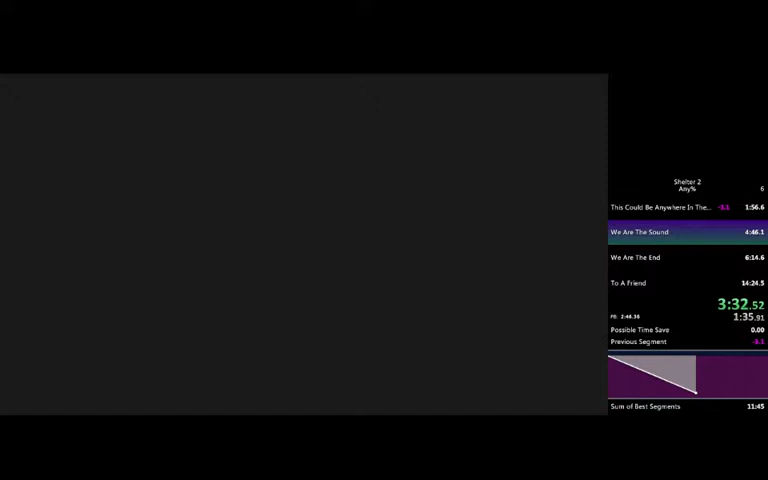 Shelter 2
Any% 6
This Could Be Anywhere In The... -3.1 1:56.6
We Are The Sound 4:46.1
We Are The End 6:14.6
To A Friend 14:24.5
3:32.52
PB: 2:46.36 1:35.91
Possible Time Save 0.00
Previous Segment -3.1
Sum of Best Segments 11:45